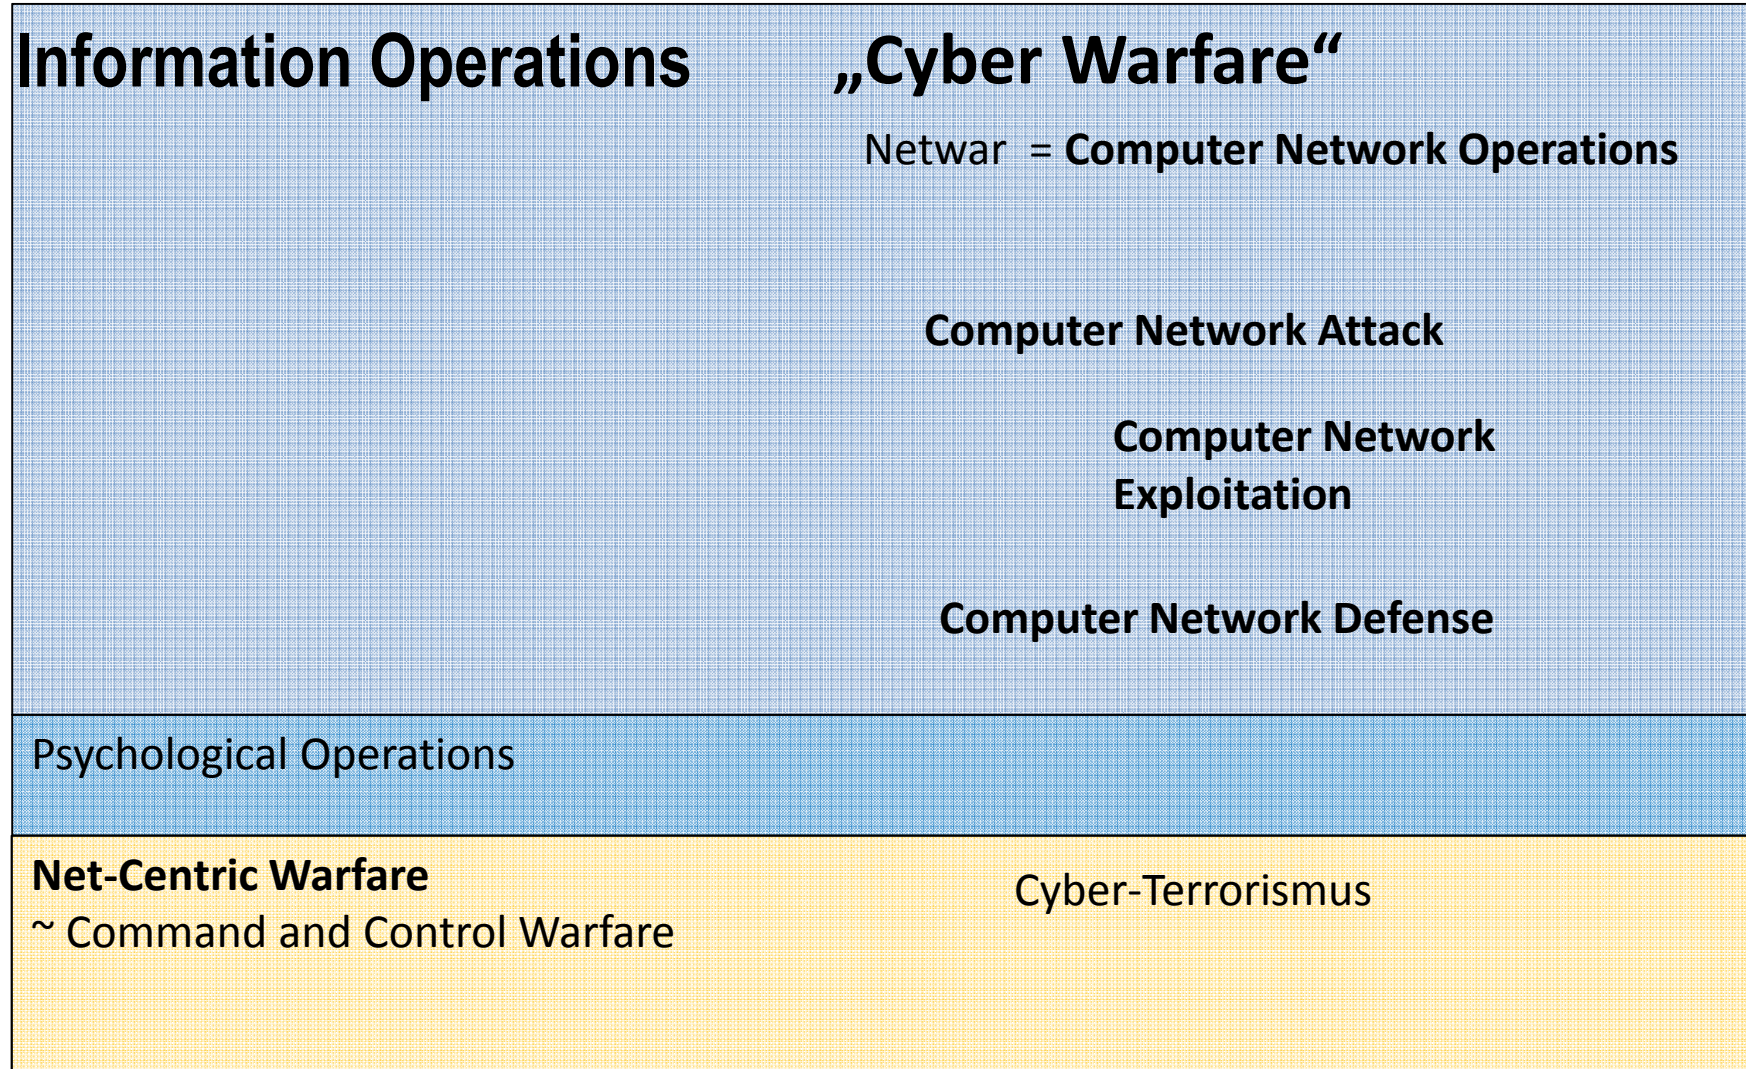 Information Operations
„Cyber Warfare“
Netwar = Computer Network Operations
Computer Network Attack
Computer Network
Exploitation
Computer Network Defense
Psychological Operations
Net-Centric Warfare
~ Command and Control Warfare
Cyber-Terrorismus